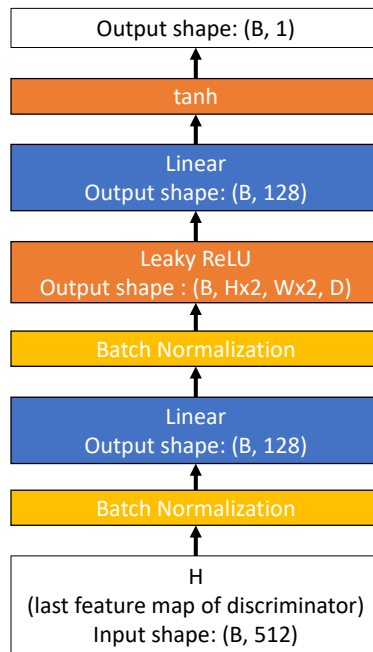 Output shape: (B, 1)
tanh
Linear
Output shape: (B, 128)
Leaky ReLU
Output shape : (B, Hx2, Wx2, D)
Batch Normalization
Linear
Output shape: (B, 128)
Batch Normalization
H
(last feature map of discriminator)
Input shape: (B, 512)